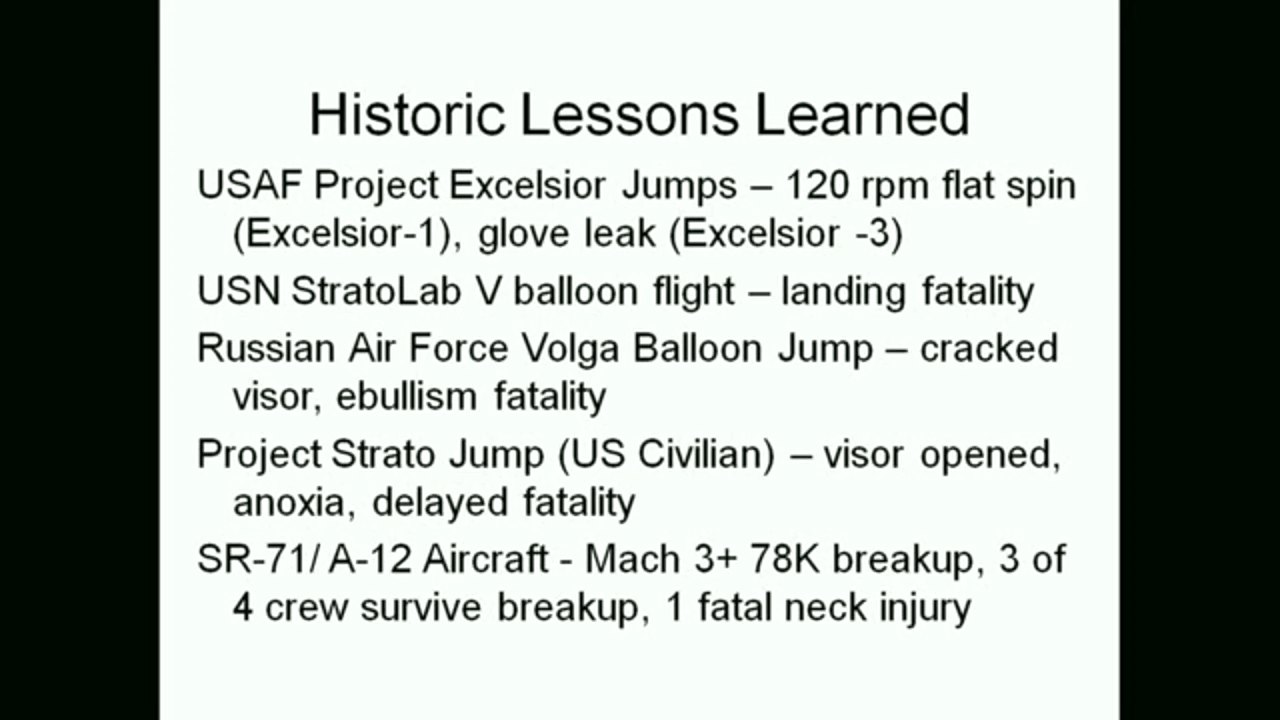 Historic Lessons Learned
USAF Project Excelsior Jumps – 120 rpm flat spin
(Excelsior-1), glove leak (Excelsior -3)
USN StratoLab V balloon flight – landing fatality
Russian Air Force Volga Balloon Jump – cracked
visor, ebullism fatality
Project Strato Jump (US Civilian) – visor opened,
anoxia, delayed fatality
SR-71/ A-12 Aircraft - Mach 3+ 78K breakup, 3 of
4 crew survive breakup, 1 fatal neck injury